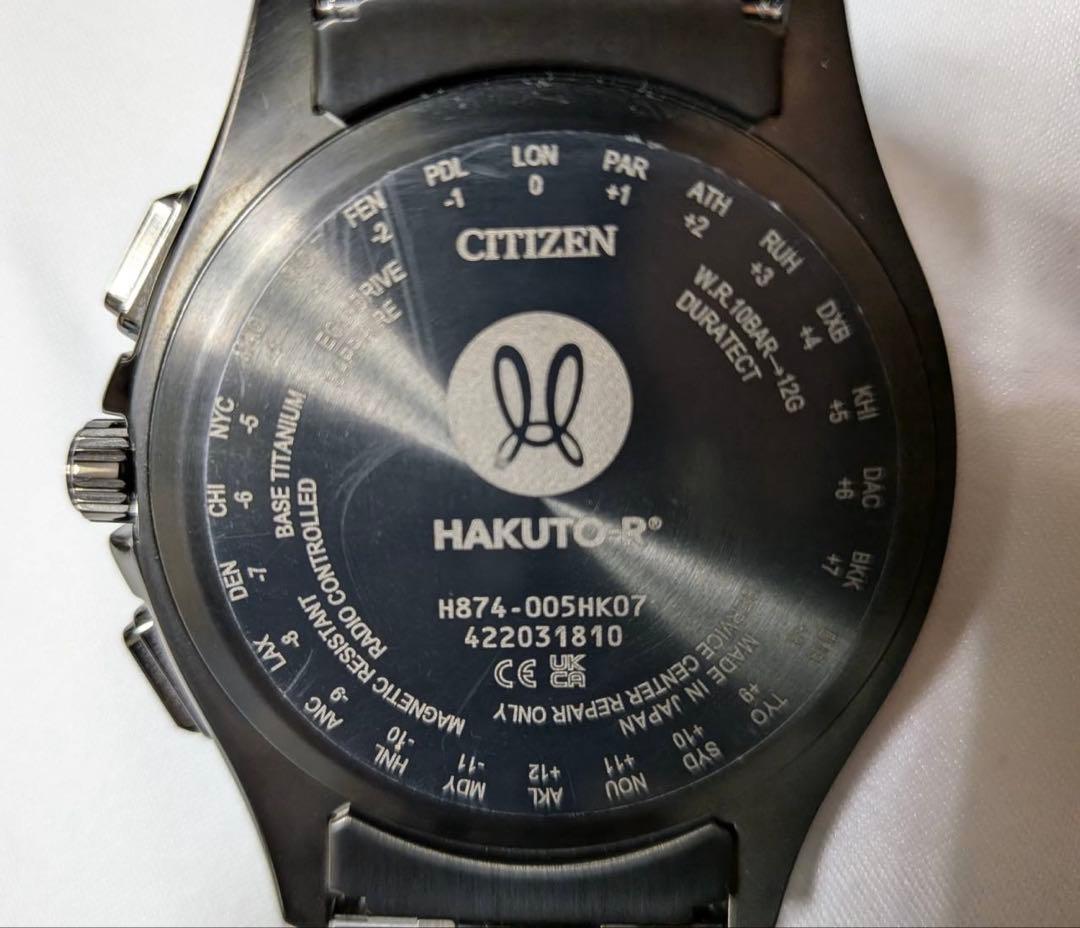 LON
0
PAR
+1
ATH
+2
RUH
+3
DXB
+4
KHI
+5
DAC
+6
BKK
+7
TYO
+9
SYD
+10
NOU
+11
AKL
+12
MDY
-11
HNL
-10
ANC
-9
LAX
-8
DEN
-7
CHI
-6
NYC
-5
FEN
-2
PDL
-1
CITIZEN
W.R.10BAR→12G
DURATECT
HAKUTO-R®
H874-005HK07
422031810
CE UK
CA
SERVICE CENTER REPAIR ONLY
MADE IN JAPAN
MAGNETIC RESISTANT
RADIO CONTROLLED
BASE TITANIUM